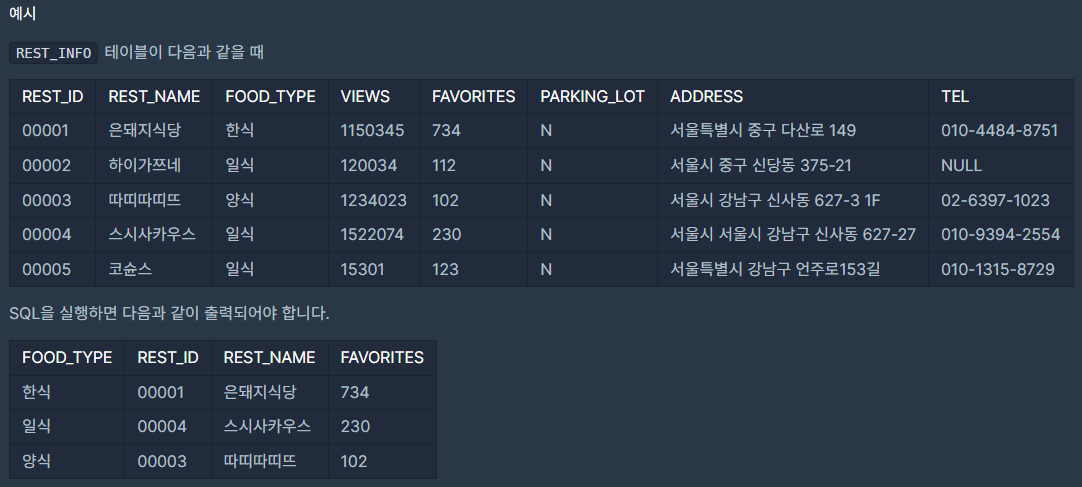 예시
REST_INFO 테이블이 다음과 같을 때
REST_ID REST_NAME FOOD_TYPE VIEWS FAVORITES PARKING_LOT ADDRESS TEL
00001 은돼지식당 한식 1150345 734 N 서울특별시 중구 다산로 149 010-4484-8751
00002 하이가쯔네 일식 120034 112 N 서울시 중구 신당동 375-21 NULL
00003 따띠따띠뜨 양식 1234023 102 N 서울시 강남구 신사동 627-3 1F 02-6397-1023
00004 스시사카우스 일식 1522074 230 N 서울시 서울시 강남구 신사동 627-27 010-9394-2554
00005 코슌스 일식 15301 123 N 서울특별시 강남구 언주로153길 010-1315-8729
SQL을 실행하면 다음과 같이 출력되어야 합니다.
FOOD_TYPE REST_ID REST_NAME FAVORITES
한식 00001 은돼지식당 734
일식 00004 스시사카우스 230
양식 00003 따띠따띠뜨 102